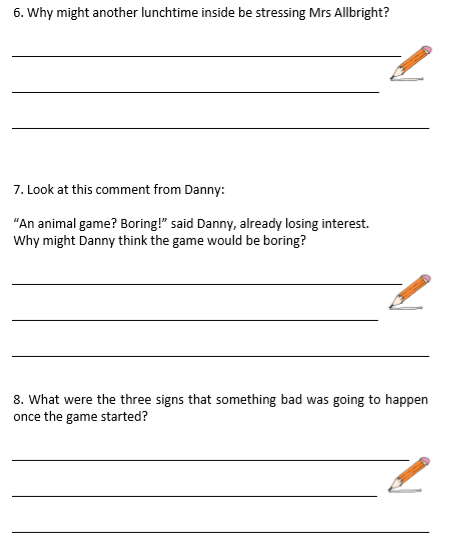 6. Why might another lunchtime inside be stressing Mrs Allbright?
7. Look at this comment from Danny:
“An animal game? Boring!” said Danny, already losing interest.
Why might Danny think the game would be boring?
8. What were the three signs that something bad was going to happen
once the game started?